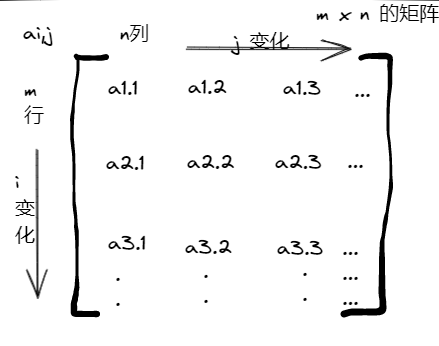 m x n 的矩阵
ai,j
n列
j 变化
m
行
a1.1 a1.2 a1.3 ...
i
变
化
a2.1 a2.2 a2.3 ...
a3.1 a3.2 a3.3 ...
. . . ...
. . . ...